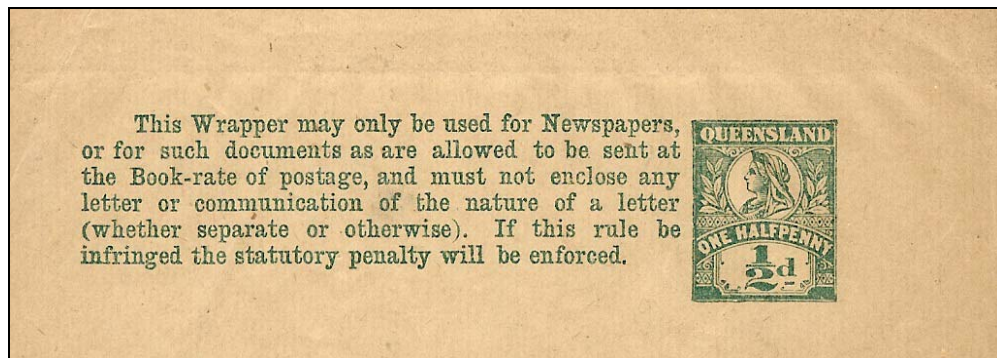 This Wrapper may only be used for Newspapers,
or for such documents as are allowed to be sent at
the Book-rate of postage, and must not enclose any
letter or communication of the nature of a letter
(whether separate or otherwise). If this rule be
infringed the statutory penalty will be enforced.
QUEENSLAND
ONE HALFPENNY
½d